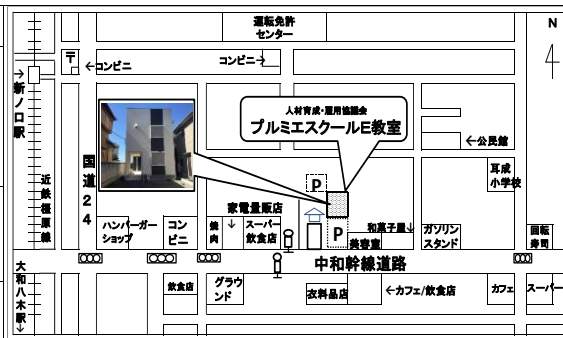 運転免許
センター
N
〒
←コンビニ
コンビニ→
→
新ノ口駅
人材育成・雇用協議会
プルミエスクールE教室
←公民館
国道24
近鉄橿原線
P
耳成
小学校
家電量販店
↓
ハンバーガー
ショップ
コン
ビニ
焼肉
スーパー
飲食店
P
和菓子屋↓
美容室
ガソリン
スタンド
回転
寿司
中和幹線道路
大和八木駅↓
飲食店
グラウ
ンド
衣料品店
←カフェ/飲食店
カフェ
スーパー